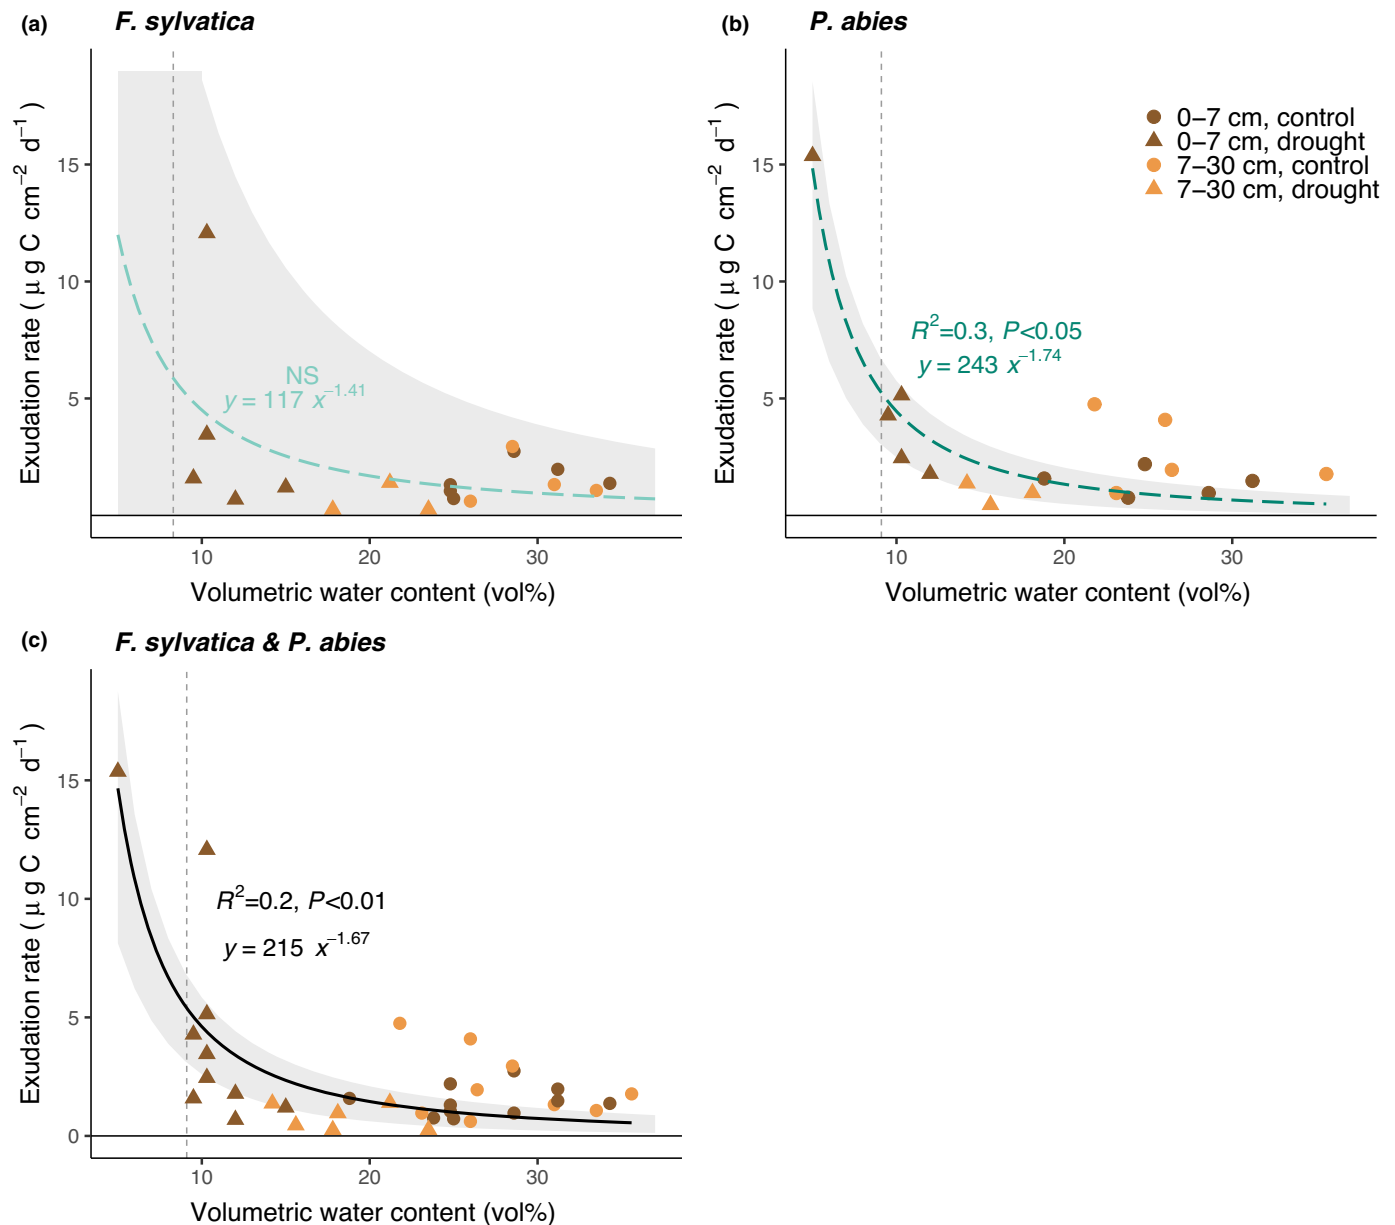 (a) F. sylvatica
Exudation rate ( μ g C cm⁻² d⁻¹ )
15
10
5
NS
y = 117 x^−1.41
10 20 30
Volumetric water content (vol%)
(b) P. abies
Exudation rate ( μ g C cm⁻² d⁻¹ )
15
10
5
0−7 cm, control
0−7 cm, drought
7−30 cm, control
7−30 cm, drought
R²=0.3, P<0.05
y = 243 x^−1.74
10 20 30
Volumetric water content (vol%)
(c) F. sylvatica & P. abies
Exudation rate ( μ g C cm⁻² d⁻¹ )
15
10
5
0
R²=0.2, P<0.01
y = 215 x^−1.67
10 20 30
Volumetric water content (vol%)